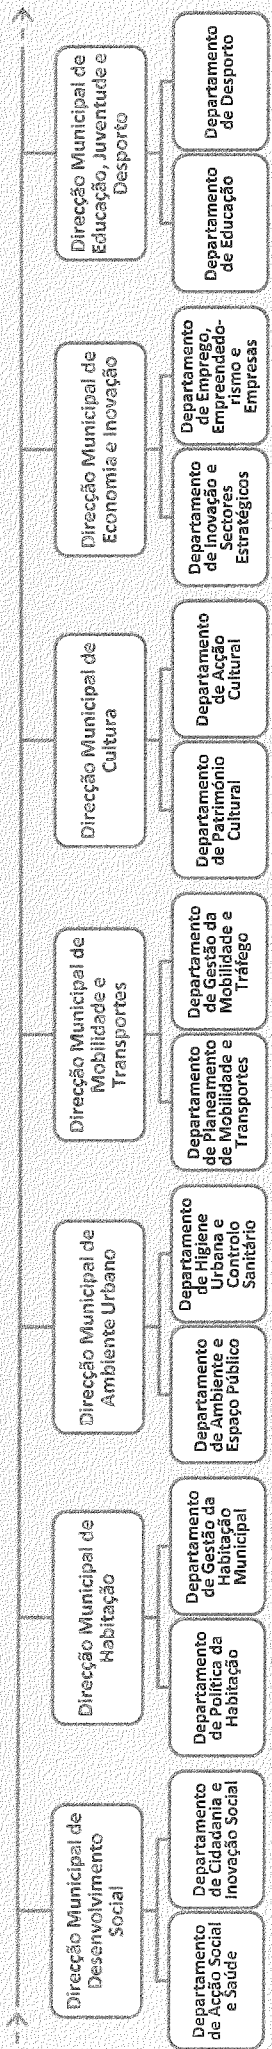 Direcção Municipal de
Desenvolvimento
Social
Departamento
de Acção Social
e Saúde
Departamento
de Cidadania e
Inovação Social
Direcção Municipal de
Habitação
Departamento
de Política da
Habitação
Departamento
de Gestão da
Habitação
Municipal
Direcção Municipal de
Ambiente Urbano
Departamento
de Ambiente e
Espaço Público
Departamento
de Higiene
Urbana e
Controlo
Sanitário
Direcção Municipal de
Mobilidade e
Transportes
Departamento
de Planeamento
de Mobilidade e
Transportes
Departamento
de Gestão da
Mobilidade e
Tráfego
Direcção Municipal de
Cultura
Departamento
de Património
Cultural
Departamento
de Acção
Cultural
Direcção Municipal de
Economia e Inovação
Departamento
de Inovação e
Sectores
Estratégicos
Departamento
de Emprego,
Empreendedo-
rismo e
Empresas
Direcção Municipal de
Educação, Juventude e
Desporto
Departamento
de Educação
Departamento
de Desporto